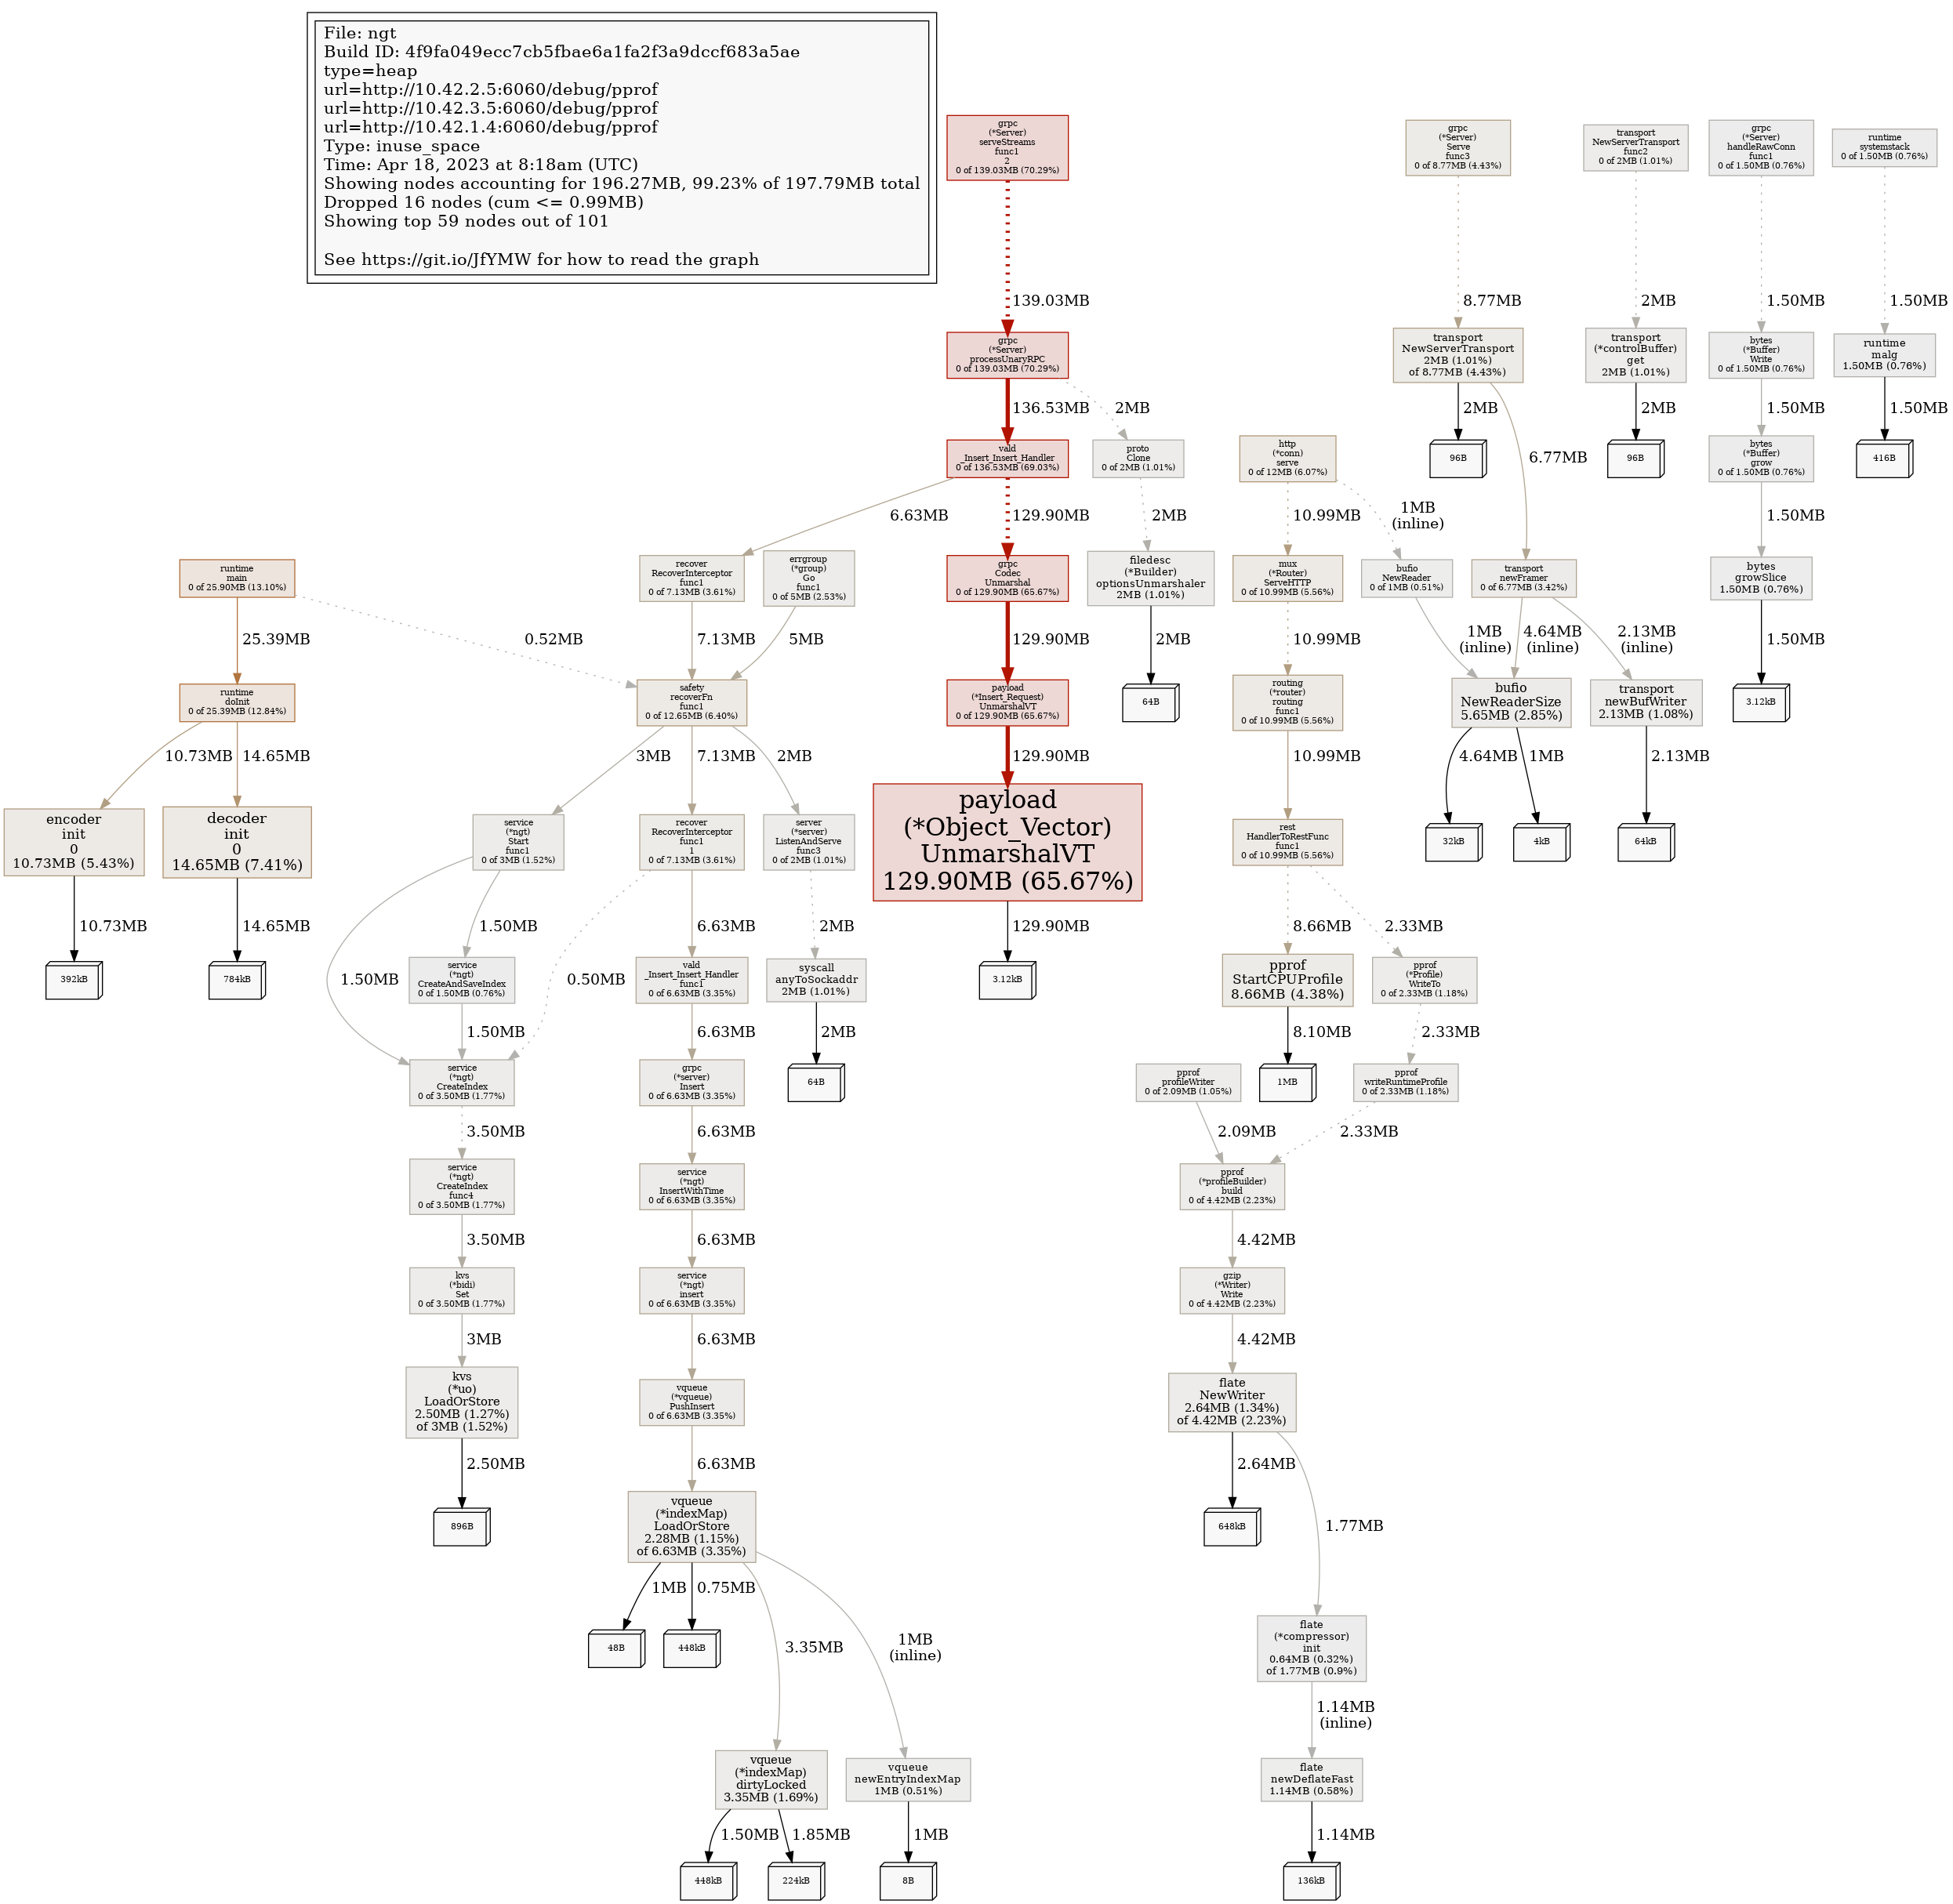 File: ngt
Build ID: 4f9fa049ecc7cb5fbae6a1fa2f3a9dccf683a5ae
type=heap
url=http://10.42.2.5:6060/debug/pprof
url=http://10.42.3.5:6060/debug/pprof
url=http://10.42.1.4:6060/debug/pprof
Type: inuse_space
Time: Apr 18, 2023 at 8:18am (UTC)
Showing nodes accounting for 196.27MB, 99.23% of 197.79MB total
Dropped 16 nodes (cum <= 0.99MB)
Showing top 59 nodes out of 101
See https://git.io/JfYMW for how to read the graph
grpc
(*Server)
serveStreams
func1
2
0 of 139.03MB (70.29%)
grpc
(*Server)
Serve
func3
0 of 8.77MB (4.43%)
transport
NewServerTransport
func2
0 of 2MB (1.01%)
grpc
(*Server)
handleRawConn
func1
0 of 1.50MB (0.76%)
runtime
systemstack
0 of 1.50MB (0.76%)
139.03MB
8.77MB
2MB
1.50MB
1.50MB
grpc
(*Server)
processUnaryRPC
0 of 139.03MB (70.29%)
transport
NewServerTransport
2MB (1.01%)
of 8.77MB (4.43%)
transport
(*controlBuffer)
get
2MB (1.01%)
bytes
(*Buffer)
Write
0 of 1.50MB (0.76%)
runtime
malg
1.50MB (0.76%)
136.53MB
2MB
2MB
6.77MB
2MB
1.50MB
1.50MB
vald
_Insert_Insert_Handler
0 of 136.53MB (69.03%)
proto
Clone
0 of 2MB (1.01%)
http
(*conn)
serve
0 of 12MB (6.07%)
96B
96B
bytes
(*Buffer)
grow
0 of 1.50MB (0.76%)
416B
6.63MB
129.90MB
2MB
10.99MB
1MB
(inline)
1.50MB
runtime
main
0 of 25.90MB (13.10%)
recover
RecoverInterceptor
func1
0 of 7.13MB (3.61%)
errgroup
(*group)
Go
func1
0 of 5MB (2.53%)
grpc
Codec
Unmarshal
0 of 129.90MB (65.67%)
filedesc
(*Builder)
optionsUnmarshaler
2MB (1.01%)
mux
(*Router)
ServeHTTP
0 of 10.99MB (5.56%)
bufio
NewReader
0 of 1MB (0.51%)
transport
newFramer
0 of 6.77MB (3.42%)
bytes
growSlice
1.50MB (0.76%)
25.39MB
0.52MB
7.13MB
5MB
129.90MB
2MB
10.99MB
1MB
(inline)
4.64MB
(inline)
2.13MB
(inline)
1.50MB
runtime
doInit
0 of 25.39MB (12.84%)
safety
recoverFn
func1
0 of 12.65MB (6.40%)
payload
(*Insert_Request)
UnmarshalVT
0 of 129.90MB (65.67%)
64B
routing
(*router)
routing
func1
0 of 10.99MB (5.56%)
bufio
NewReaderSize
5.65MB (2.85%)
transport
newBufWriter
2.13MB (1.08%)
3.12kB
10.73MB
14.65MB
3MB
7.13MB
2MB
129.90MB
10.99MB
4.64MB
1MB
2.13MB
encoder
init
0
10.73MB (5.43%)
decoder
init
0
14.65MB (7.41%)
service
(*ngt)
Start
func1
0 of 3MB (1.52%)
recover
RecoverInterceptor
func1
1
0 of 7.13MB (3.61%)
server
(*server)
ListenAndServe
func3
0 of 2MB (1.01%)
payload
(*Object_Vector)
UnmarshalVT
129.90MB (65.67%)
rest
HandlerToRestFunc
func1
0 of 10.99MB (5.56%)
32kB
4kB
64kB
10.73MB
14.65MB
1.50MB
1.50MB
0.50MB
6.63MB
2MB
129.90MB
8.66MB
2.33MB
392kB
784kB
service
(*ngt)
CreateAndSaveIndex
0 of 1.50MB (0.76%)
vald
_Insert_Insert_Handler
func1
0 of 6.63MB (3.35%)
syscall
anyToSockaddr
2MB (1.01%)
3.12kB
pprof
StartCPUProfile
8.66MB (4.38%)
pprof
(*Profile)
WriteTo
0 of 2.33MB (1.18%)
1.50MB
6.63MB
2MB
8.10MB
2.33MB
service
(*ngt)
CreateIndex
0 of 3.50MB (1.77%)
grpc
(*server)
Insert
0 of 6.63MB (3.35%)
64B
pprof
profileWriter
0 of 2.09MB (1.05%)
1MB
pprof
writeRuntimeProfile
0 of 2.33MB (1.18%)
3.50MB
6.63MB
2.09MB
2.33MB
service
(*ngt)
CreateIndex
func4
0 of 3.50MB (1.77%)
service
(*ngt)
InsertWithTime
0 of 6.63MB (3.35%)
pprof
(*profileBuilder)
build
0 of 4.42MB (2.23%)
3.50MB
6.63MB
4.42MB
kvs
(*bidi)
Set
0 of 3.50MB (1.77%)
service
(*ngt)
insert
0 of 6.63MB (3.35%)
gzip
(*Writer)
Write
0 of 4.42MB (2.23%)
3MB
6.63MB
4.42MB
kvs
(*uo)
LoadOrStore
2.50MB (1.27%)
of 3MB (1.52%)
vqueue
(*vqueue)
PushInsert
0 of 6.63MB (3.35%)
flate
NewWriter
2.64MB (1.34%)
of 4.42MB (2.23%)
2.50MB
6.63MB
2.64MB
1.77MB
896B
vqueue
(*indexMap)
LoadOrStore
2.28MB (1.15%)
of 6.63MB (3.35%)
648kB
1MB
0.75MB
3.35MB
1MB
(inline)
48B
448kB
flate
(*compressor)
init
0.64MB (0.32%)
of 1.77MB (0.9%)
1.14MB
(inline)
vqueue
(*indexMap)
dirtyLocked
3.35MB (1.69%)
vqueue
newEntryIndexMap
1MB (0.51%)
flate
newDeflateFast
1.14MB (0.58%)
1.50MB
1.85MB
1MB
1.14MB
448kB
224kB
8B
136kB